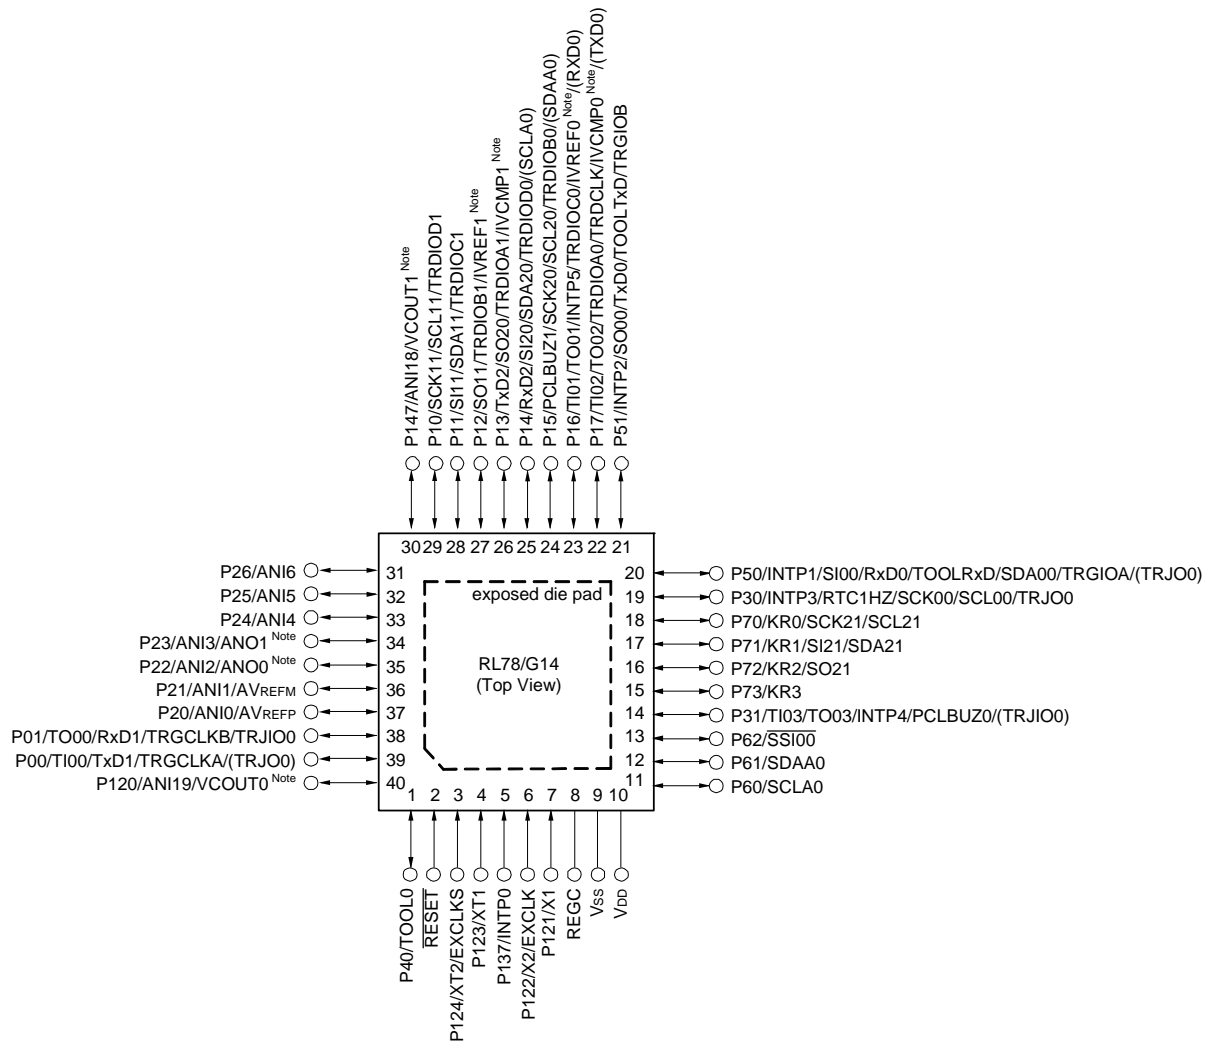 P147/ANI18/VCOUT1 Note
P10/SCK11/SCL11/TRDIOD1
P11/SI11/SDA11/TRDIOC1
P12/SO11/TRDIOB1/IVREF1 Note
P13/TxD2/SO20/TRDIOA1/IVCMP1 Note
P14/RxD2/SI20/SDA20/TRDIOD0/(SCLA0)
P15/PCLBUZ1/SCK20/SCL20/TRDIOB0/(SDAA0)
P16/TI01/TO01/INTP5/TRDIOC0/IVREF0 Note/(RXD0)
P17/TI02/TO02/TRDIOA0/TRDCLK/IVCMP0 Note/(TXD0)
P51/INTP2/SO00/TxD0/TOOLTxD/TRGIOB
30 29 28 27 26 25 24 23 22 21
P26/ANI6 31
P25/ANI5 32
P24/ANI4 33
P23/ANI3/ANO1 Note 34
P22/ANI2/ANO0 Note 35
P21/ANI1/AVREFM 36
P20/ANI0/AVREFP 37
P01/TO00/RxD1/TRGCLKB/TRJIO0 38
P00/TI00/TxD1/TRGCLKA/(TRJO0) 39
P120/ANI19/VCOUT0 Note 40
exposed die pad
RL78/G14
(Top View)
20 P50/INTP1/SI00/RxD0/TOOLRxD/SDA00/TRGIOA/(TRJO0)
19 P30/INTP3/RTC1HZ/SCK00/SCL00/TRJO0
18 P70/KR0/SCK21/SCL21
17 P71/KR1/SI21/SDA21
16 P72/KR2/SO21
15 P73/KR3
14 P31/TI03/TO03/INTP4/PCLBUZ0/(TRJIO0)
13 P62/SSI00
12 P61/SDAA0
11 P60/SCLA0
1 2 3 4 5 6 7 8 9 10
P40/TOOL0
RESET
P124/XT2/EXCLKS
P123/XT1
P137/INTP0
P122/X2/EXCLK
P121/X1
REGC
VSS
VDD